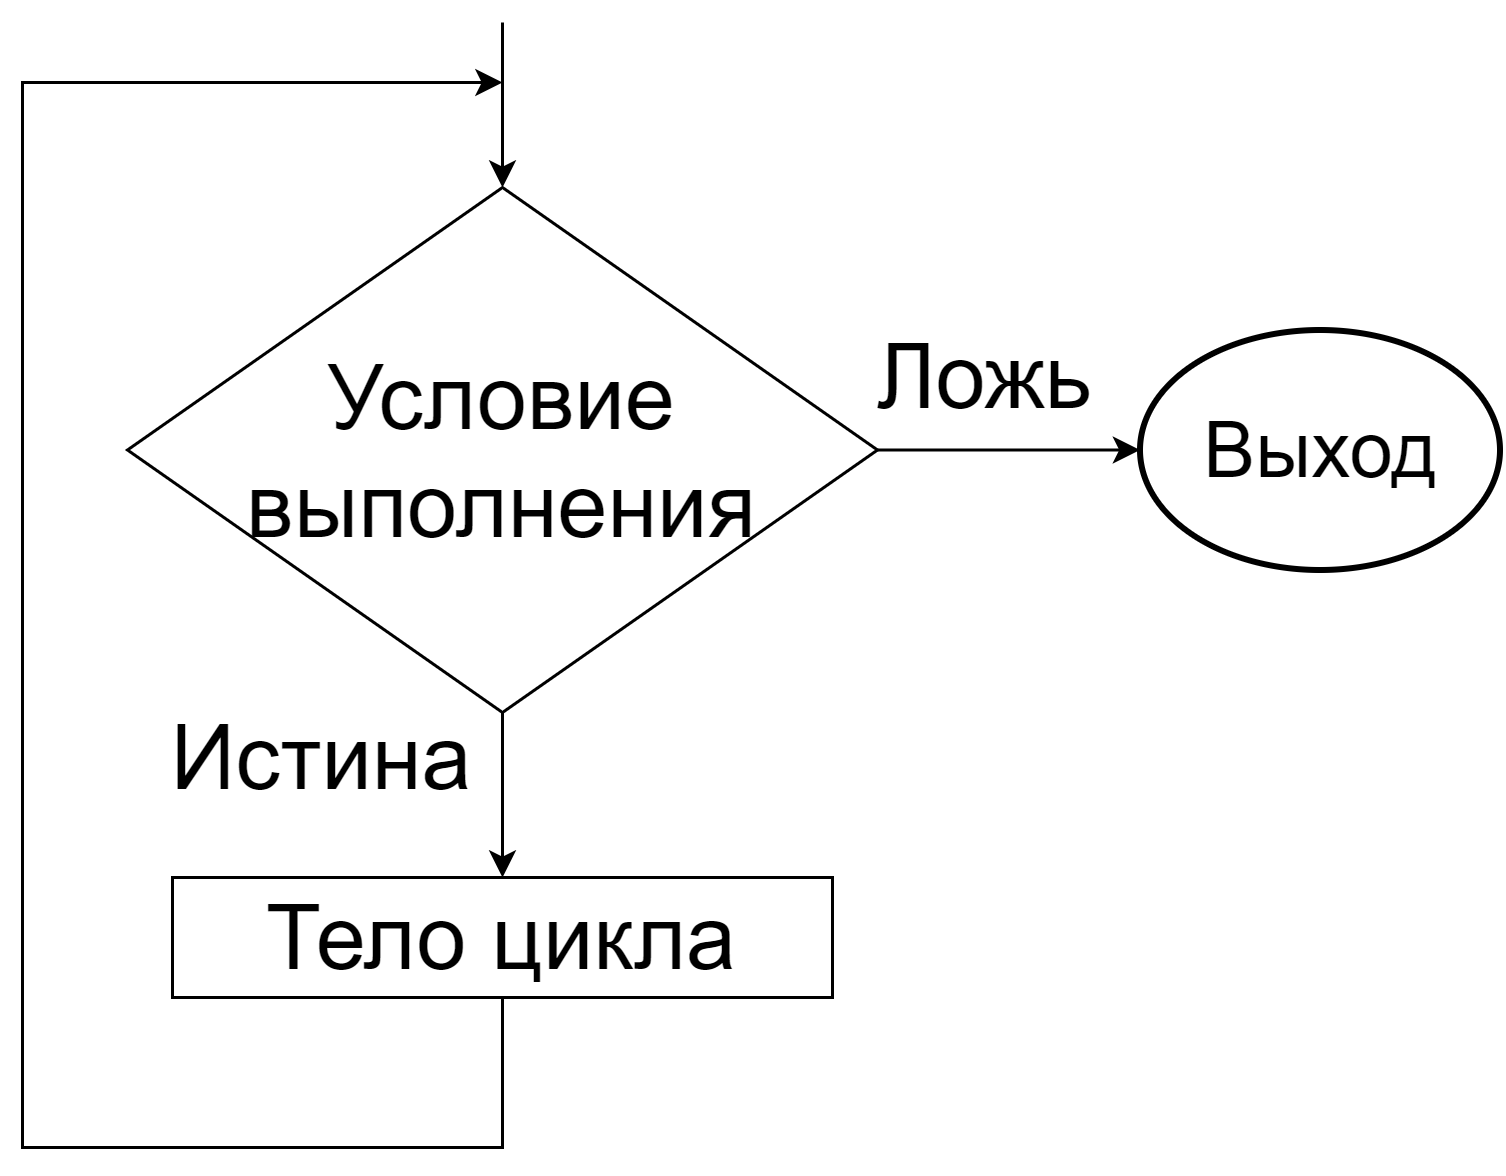 Условие
выполнения
Ложь
Выход
Истина
Тело цикла